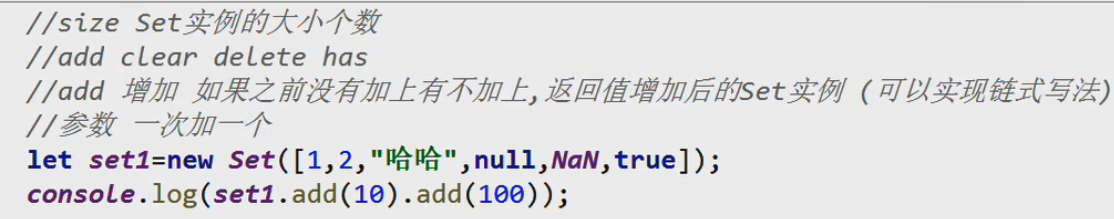 //size Set实例的大小个数
//add clear delete has
//add 增加 如果之前没有加上有不加上,返回值增加后的Set实例 (可以实现链式写法)
//参数 一次加一个
let set1=new Set([1,2,"哈哈",null,NaN,true]);
console.log(set1.add(10).add(100));